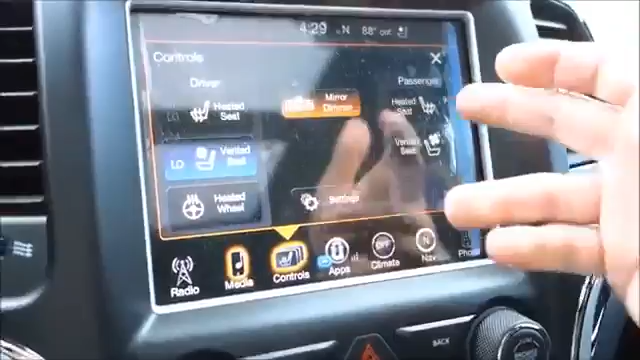 4:29 N 88° out
Controls X
Driver
Passenger
Heated
Seat
Mirror
Dimmer
Heated
Seat
LO Vented
Seat
Vented
Seat
Heated
Wheel
Settings
Radio
Media
Controls
Apps
OFF
Climate
N
Nav
BACK